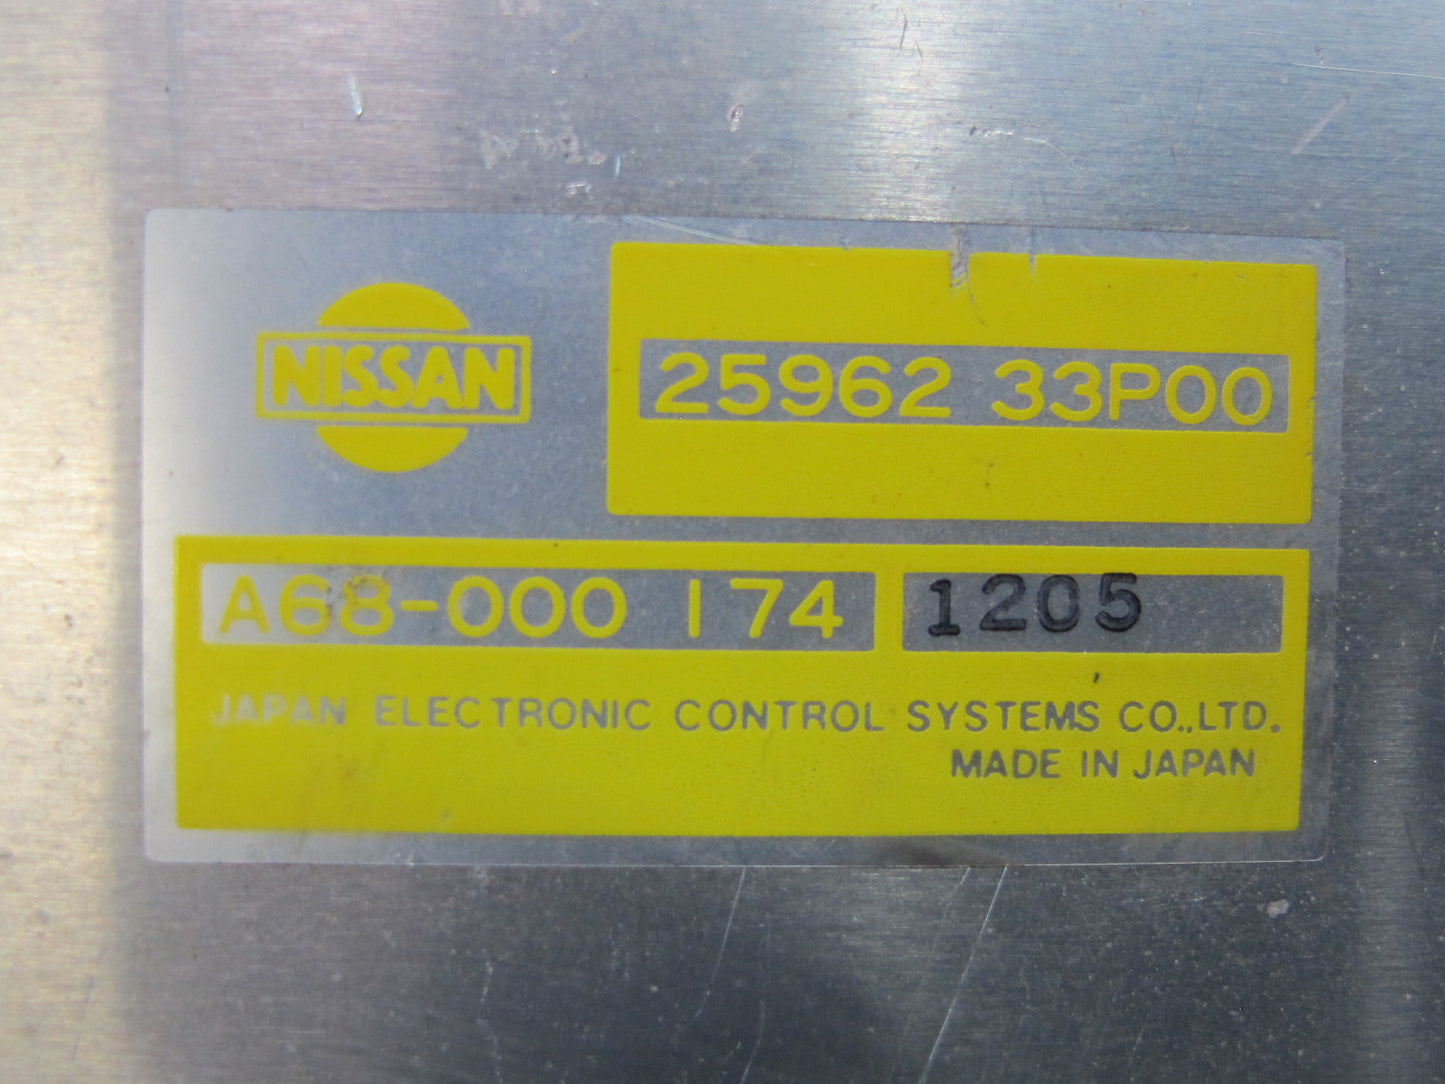 NISSAN
25962 33P00
A68-000 174 1205
JAPAN ELECTRONIC CONTROL SYSTEMS CO.,LTD.
MADE IN JAPAN